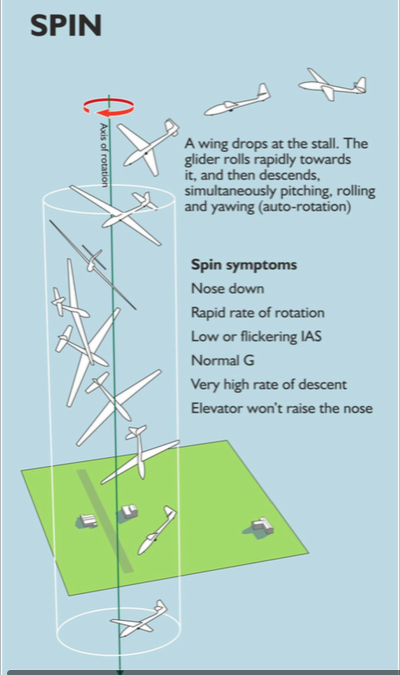 SPIN
Axis of rotation
A wing drops at the stall. The
glider rolls rapidly towards
it, and then descends,
simultaneously pitching, rolling
and yawing (auto-rotation)
Spin symptoms
Nose down
Rapid rate of rotation
Low or flickering IAS
Normal G
Very high rate of descent
Elevator won't raise the nose